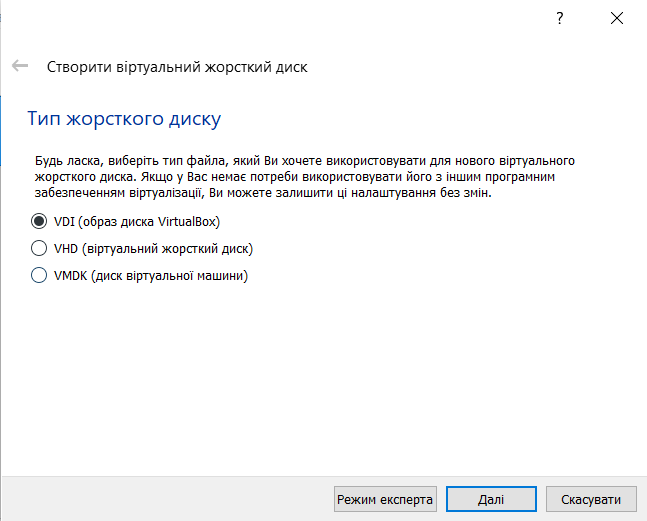 ?
Створити віртуальний жорсткий диск
Тип жорсткого диску
Будь ласка, виберіть тип файла, який Ви хочете використовувати для нового віртуального
жорсткого диска. Якщо у Вас немає потреби використовувати його з іншим програмним
забезпеченням віртуалізації, Ви можете залишити ці налаштування без змін.
VDI (образ диска VirtualBox)
VHD (віртуальний жорсткий диск)
VMDK (диск віртуальної машини)
Режим експерта Далі Скасувати